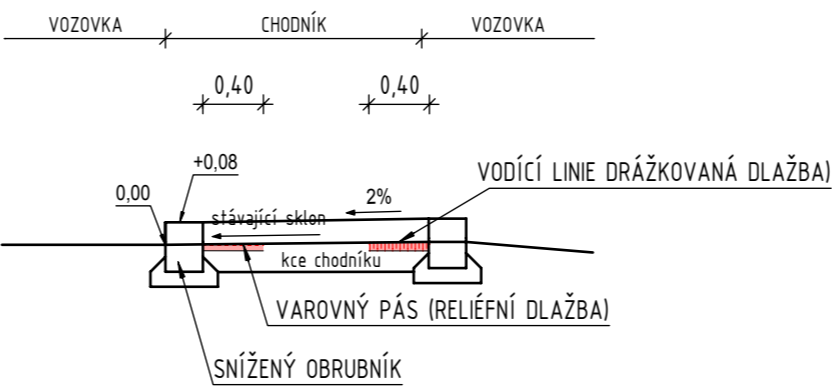 VOZOVKA CHODNÍK VOZOVKA
0,40 0,40
+0,08
VODÍCÍ LINIE DRÁŽKOVANÁ DLAŽBA)
0,00
2%
stávající sklon
kce chodníku
VAROVNÝ PÁS (RELIÉFNÍ DLAŽBA)
SNÍŽENÝ OBRUBNÍK